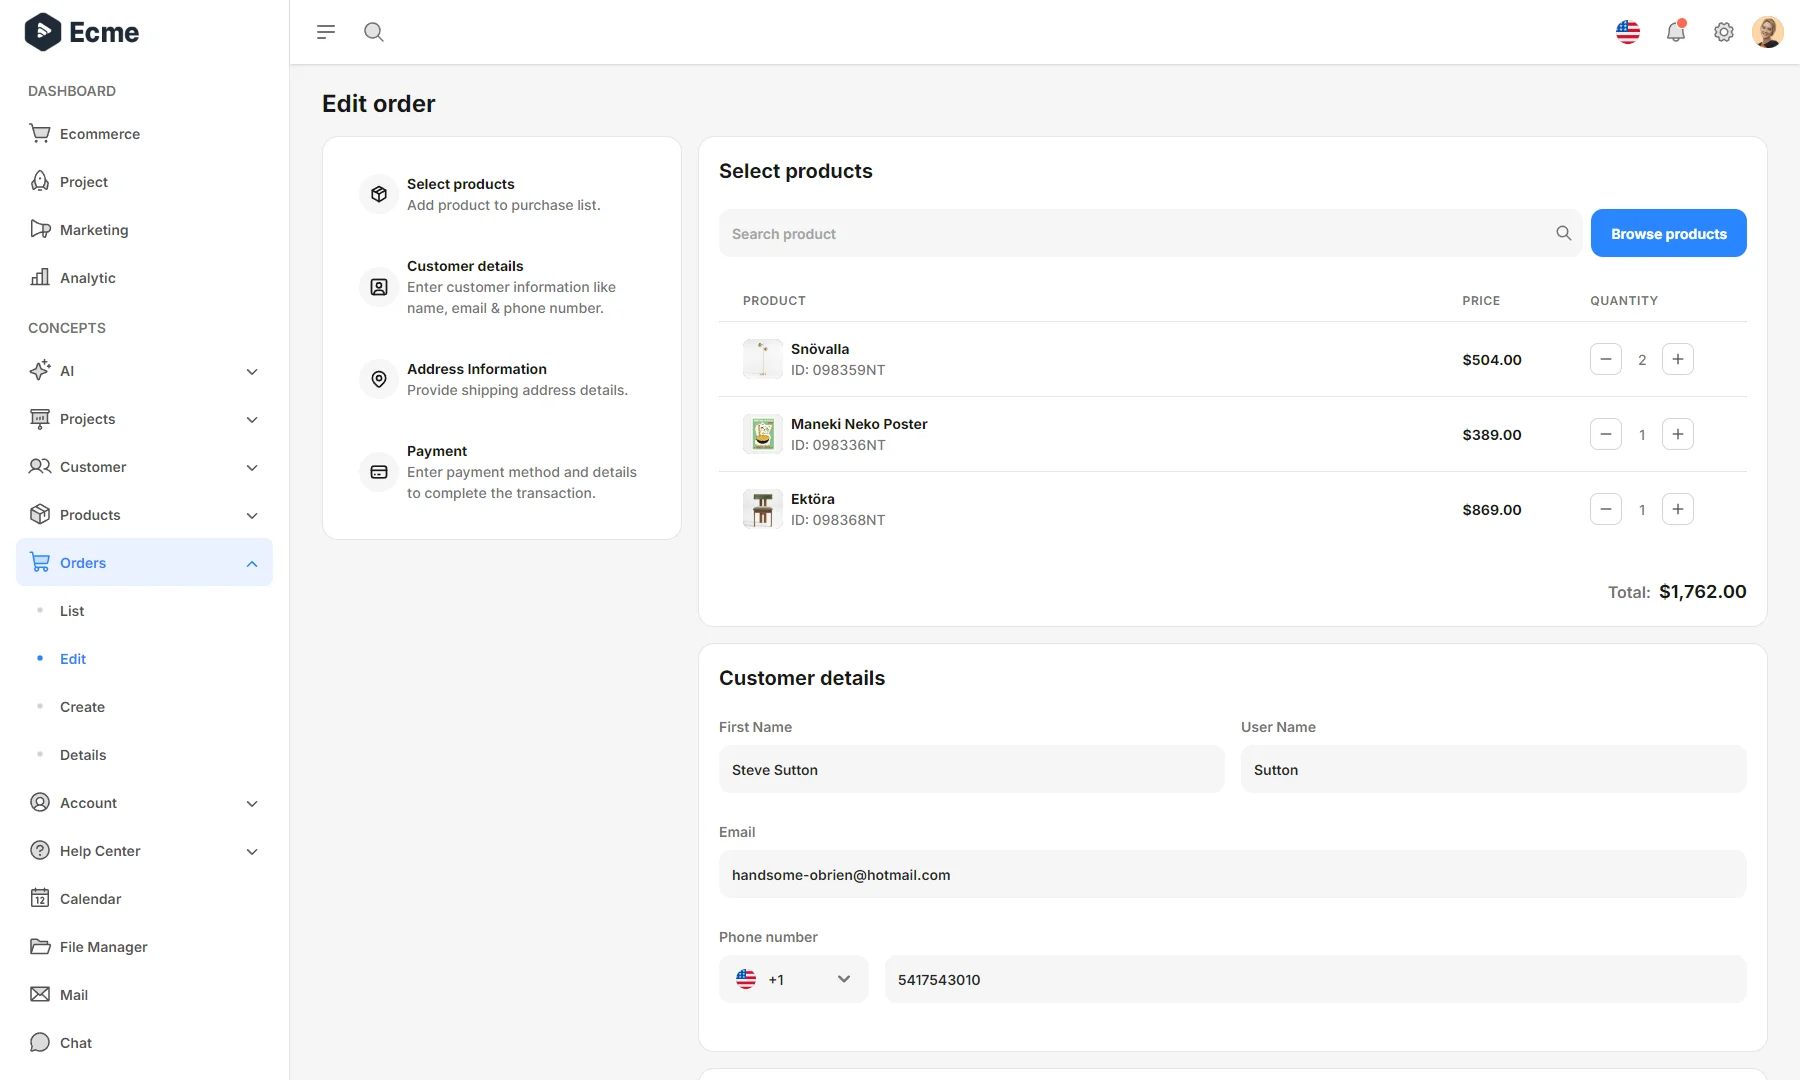 Ecme
DASHBOARD
Ecommerce
Project
Marketing
Analytic
CONCEPTS
AI
Projects
Customer
Products
Orders
List
Edit
Create
Details
Account
Help Center
12
Calendar
File Manager
Mail
Chat
Edit order
Select products
Add product to purchase list.
Customer details
Enter customer information like
name, email & phone number.
Address Information
Provide shipping address details.
Payment
Enter payment method and details
to complete the transaction.
Select products
Search product
Browse products
PRODUCT PRICE QUANTITY
Snövalla
ID: 098359NT
$504.00 2
Maneki Neko Poster
ID: 098336NT
$389.00 1
Ektöra
ID: 098368NT
$869.00 1
Total: $1,762.00
Customer details
First Name User Name
Steve Sutton Sutton
Email
handsome-obrien@hotmail.com
Phone number
+1 5417543010